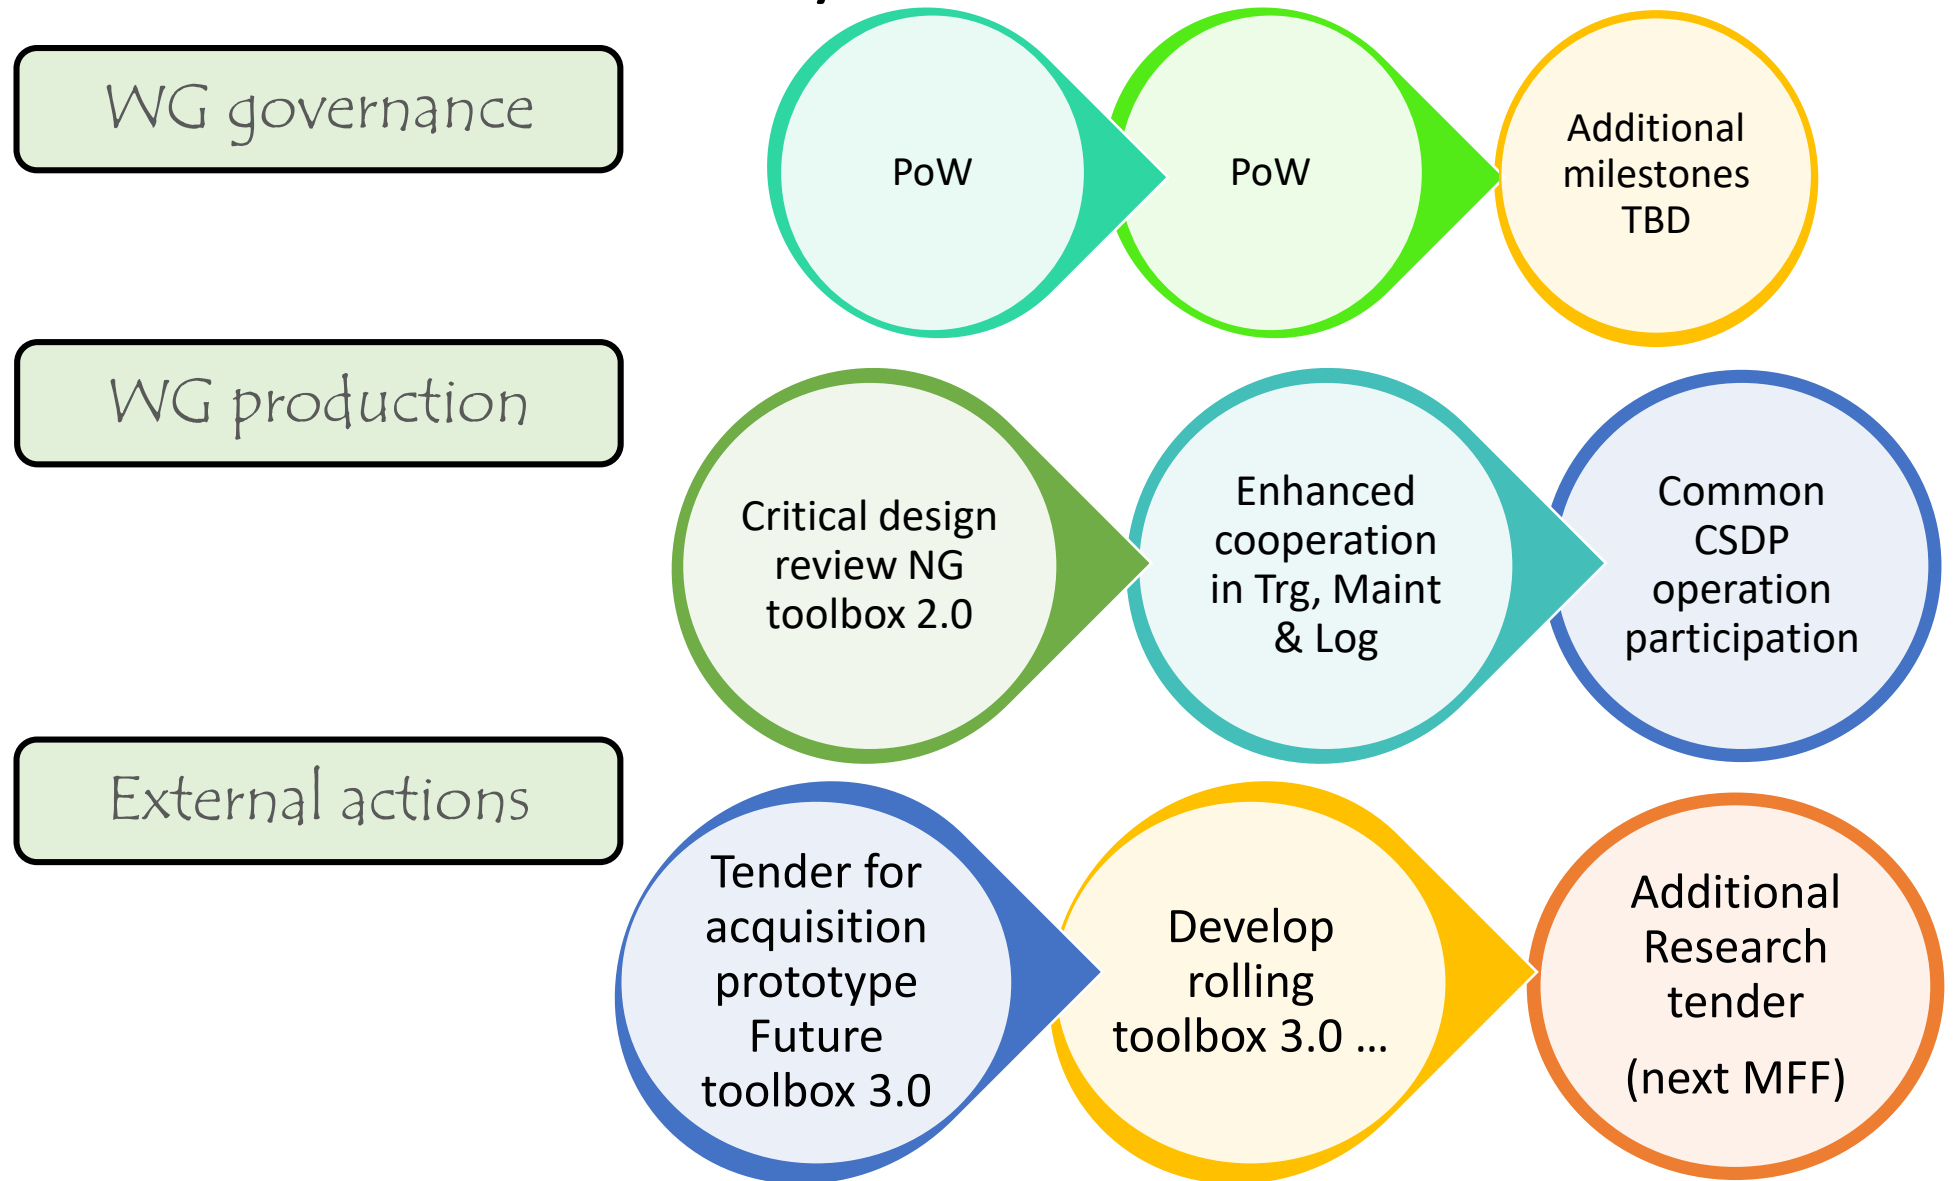 WG governance
PoW
PoW
Additional
milestones
TBD
WG production
Critical design
review NG
toolbox 2.0
Enhanced
cooperation
in Trg, Maint
& Log
Common
CSDP
operation
participation
External actions
Tender for
acquisition
prototype
Future
toolbox 3.0
Develop
rolling
toolbox 3.0 ...
Additional
Research
tender
(next MFF)